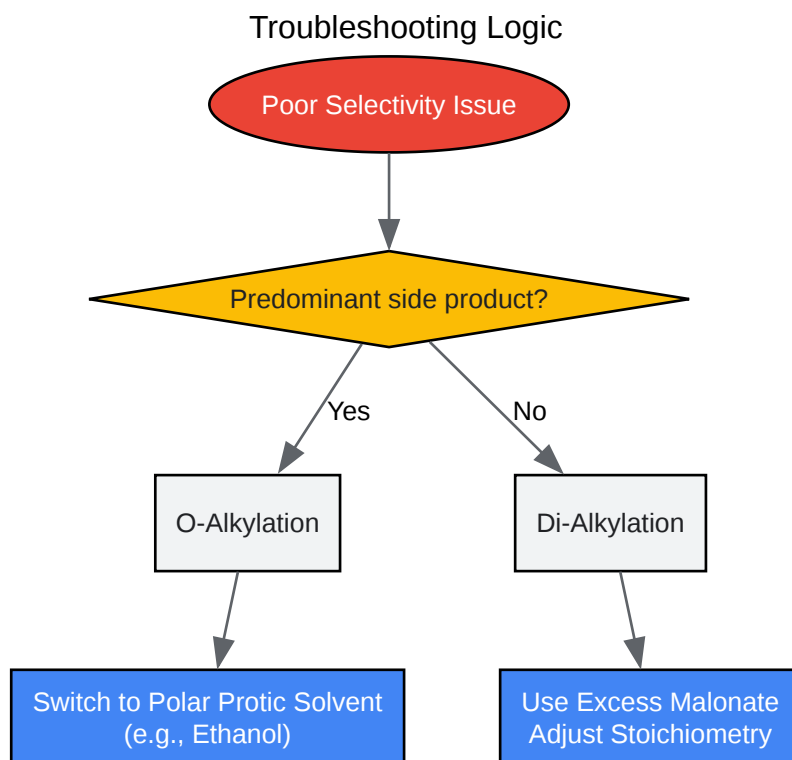 Troubleshooting Logic
Poor Selectivity Issue
Predominant side product?
Yes
No
O-Alkylation
Di-Alkylation
Switch to Polar Protic Solvent
(e.g., Ethanol)
Use Excess Malonate
Adjust Stoichiometry